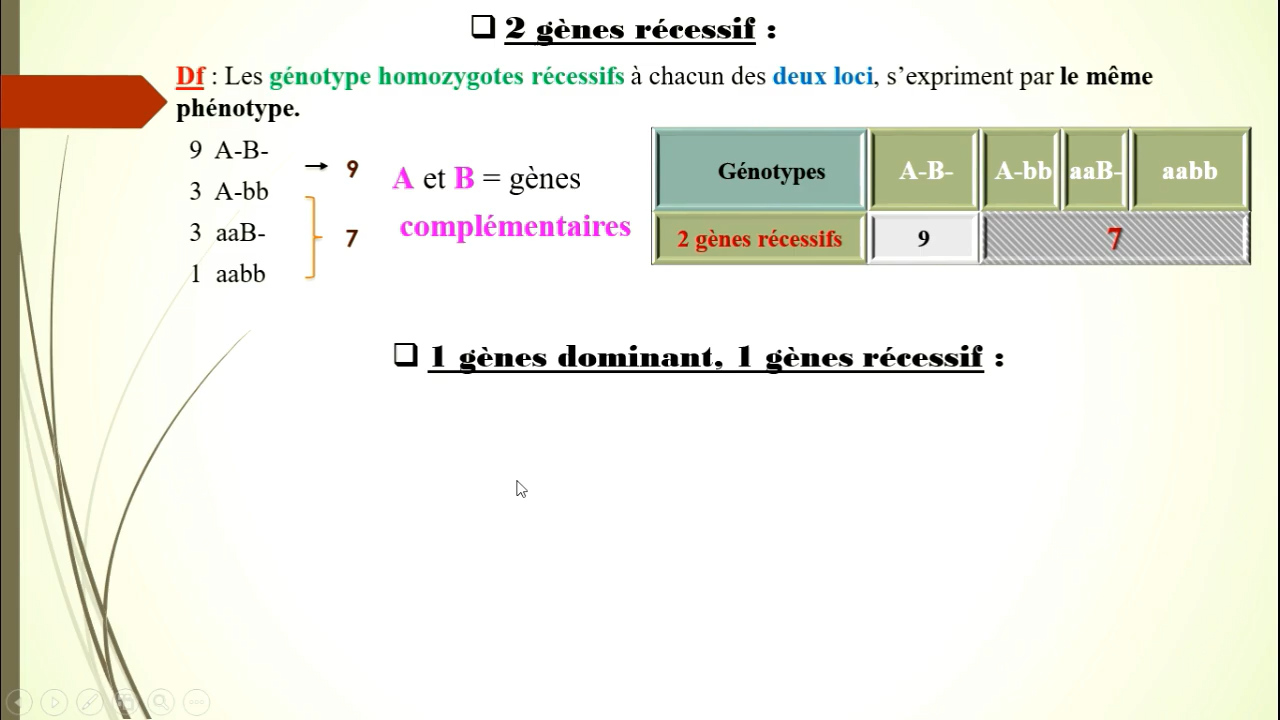 ❑ 2 gènes récessif :
Df : Les génotype homozygotes récessifs à chacun des deux loci, s’expriment par le même
phénotype.
9 A-B-
3 A-bb
3 aaB-
1 aabb
→ 9
7
A et B = gènes
complémentaires
Génotypes A-B- A-bb aaB- aabb
2 gènes récessifs 9 7
❑ 1 gènes dominant, 1 gènes récessif :